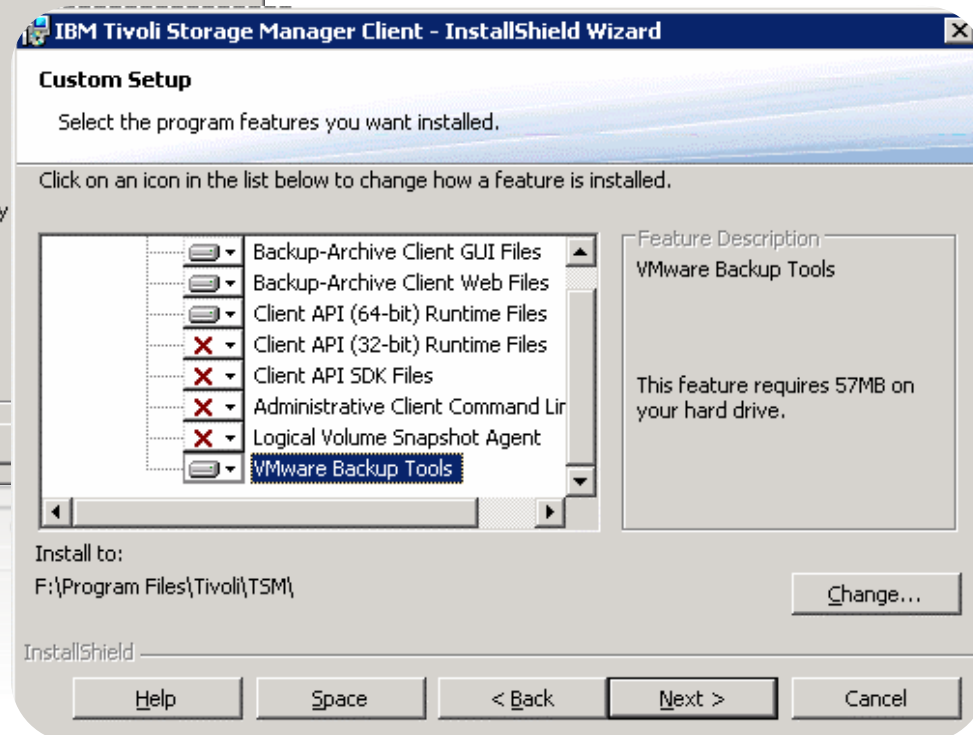 IBM Tivoli Storage Manager Client - InstallShield Wizard
Custom Setup
Select the program features you want installed.
Click on an icon in the list below to change how a feature is installed.
y
Backup-Archive Client GUI Files
Backup-Archive Client Web Files
Client API (64-bit) Runtime Files
Client API (32-bit) Runtime Files
Client API SDK Files
Administrative Client Command Lin
Logical Volume Snapshot Agent
VMware Backup Tools
Feature Description
VMware Backup Tools
This feature requires 57MB on
your hard drive.
Install to:
F:\Program Files\Tivoli\TSM\
Change...
InstallShield
Help
Space
< Back
Next >
Cancel